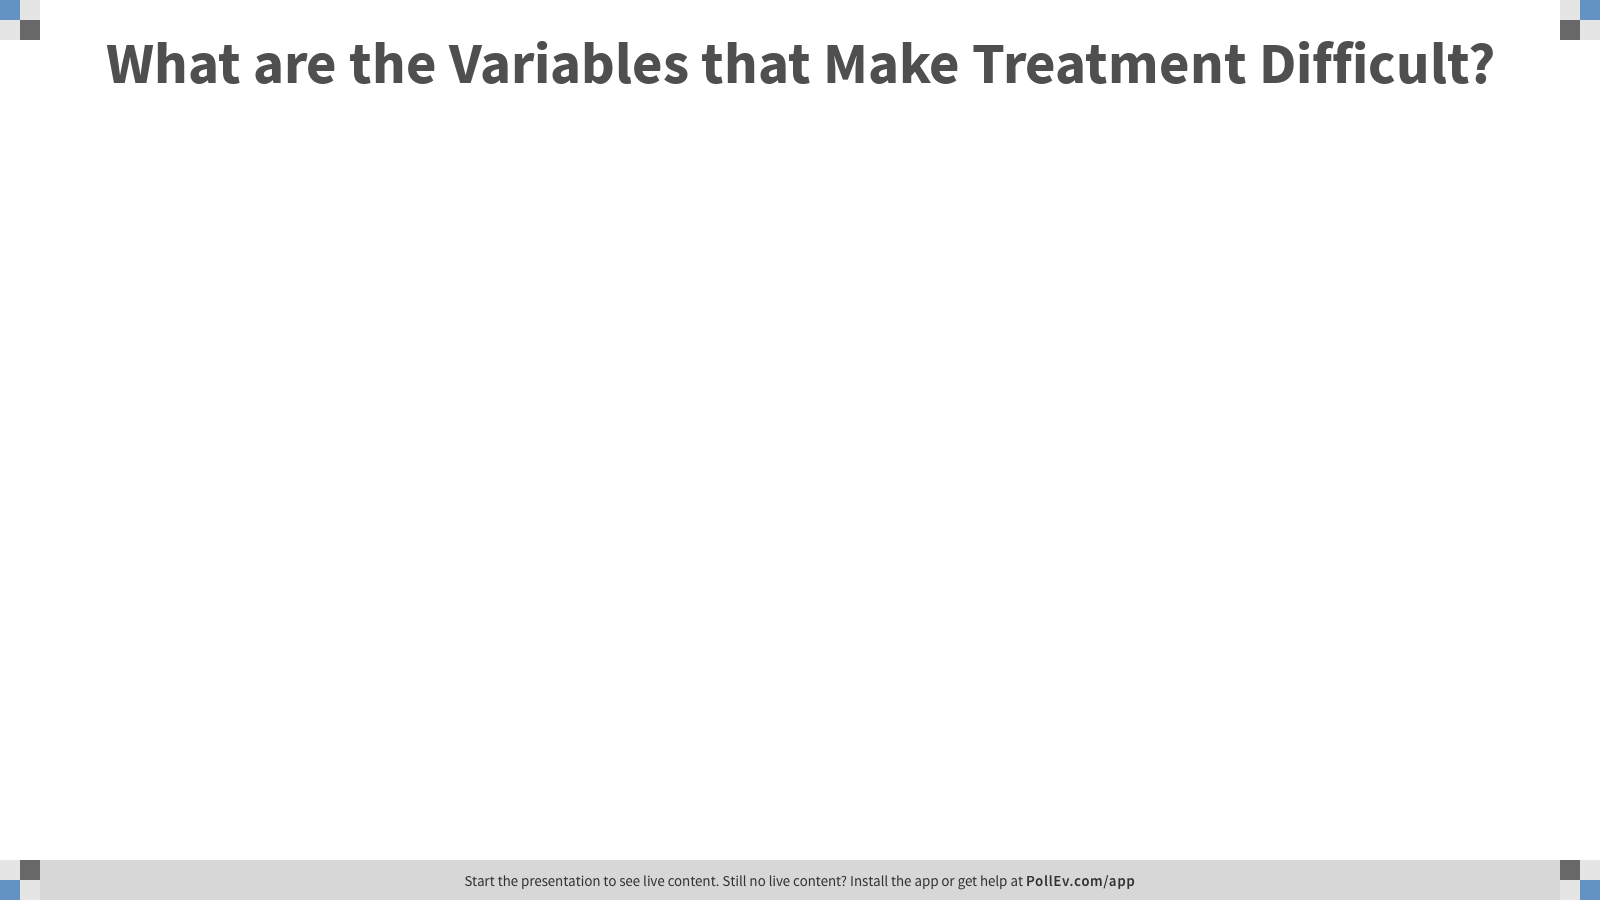 What are the Variables that Make Treatment Difficult?
Start the presentation to see live content. Still no live content? Install the app or get help at PollEv.com/app